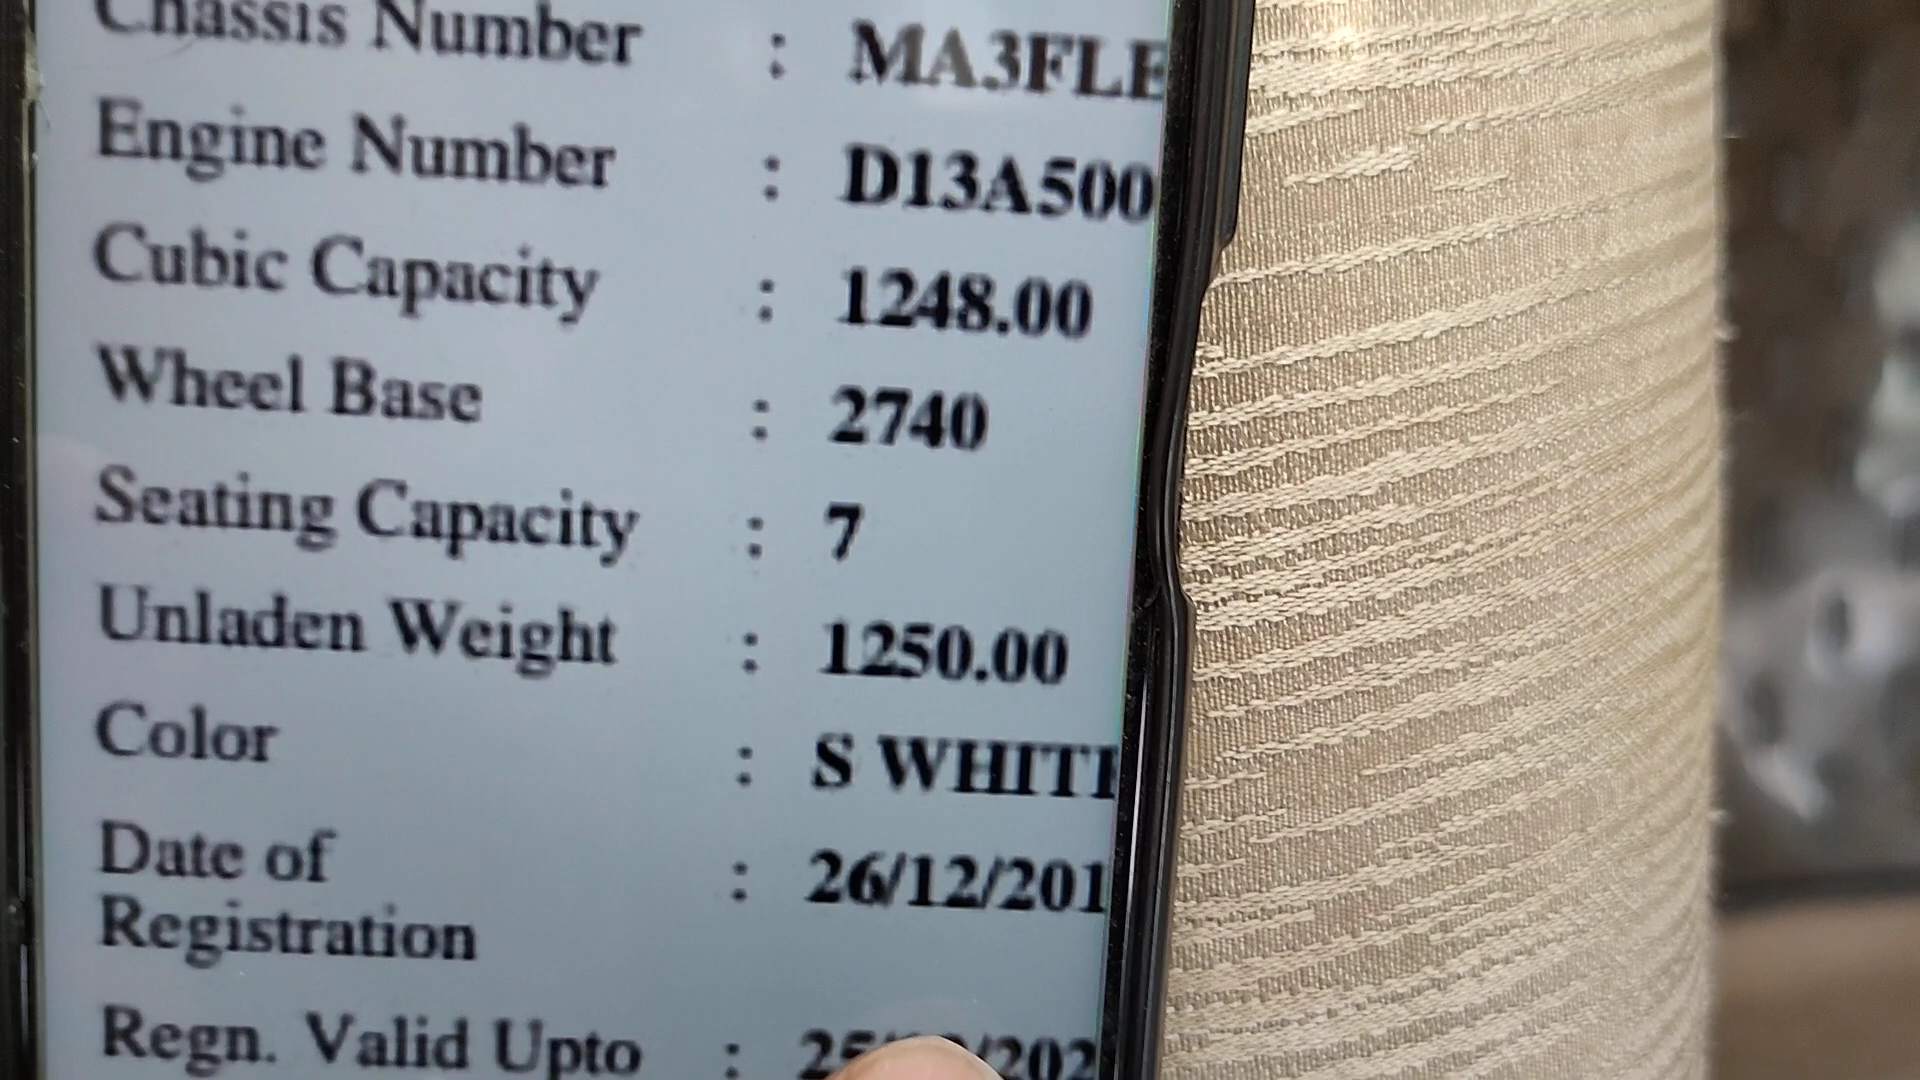 Chassis Number : MA3FLE
Engine Number : D13A500
Cubic Capacity : 1248.00
Wheel Base : 2740
Seating Capacity : 7
Unladen Weight : 1250.00
Color : S WHITE
Date of : 26/12/201
Registration
Regn. Valid Upto :